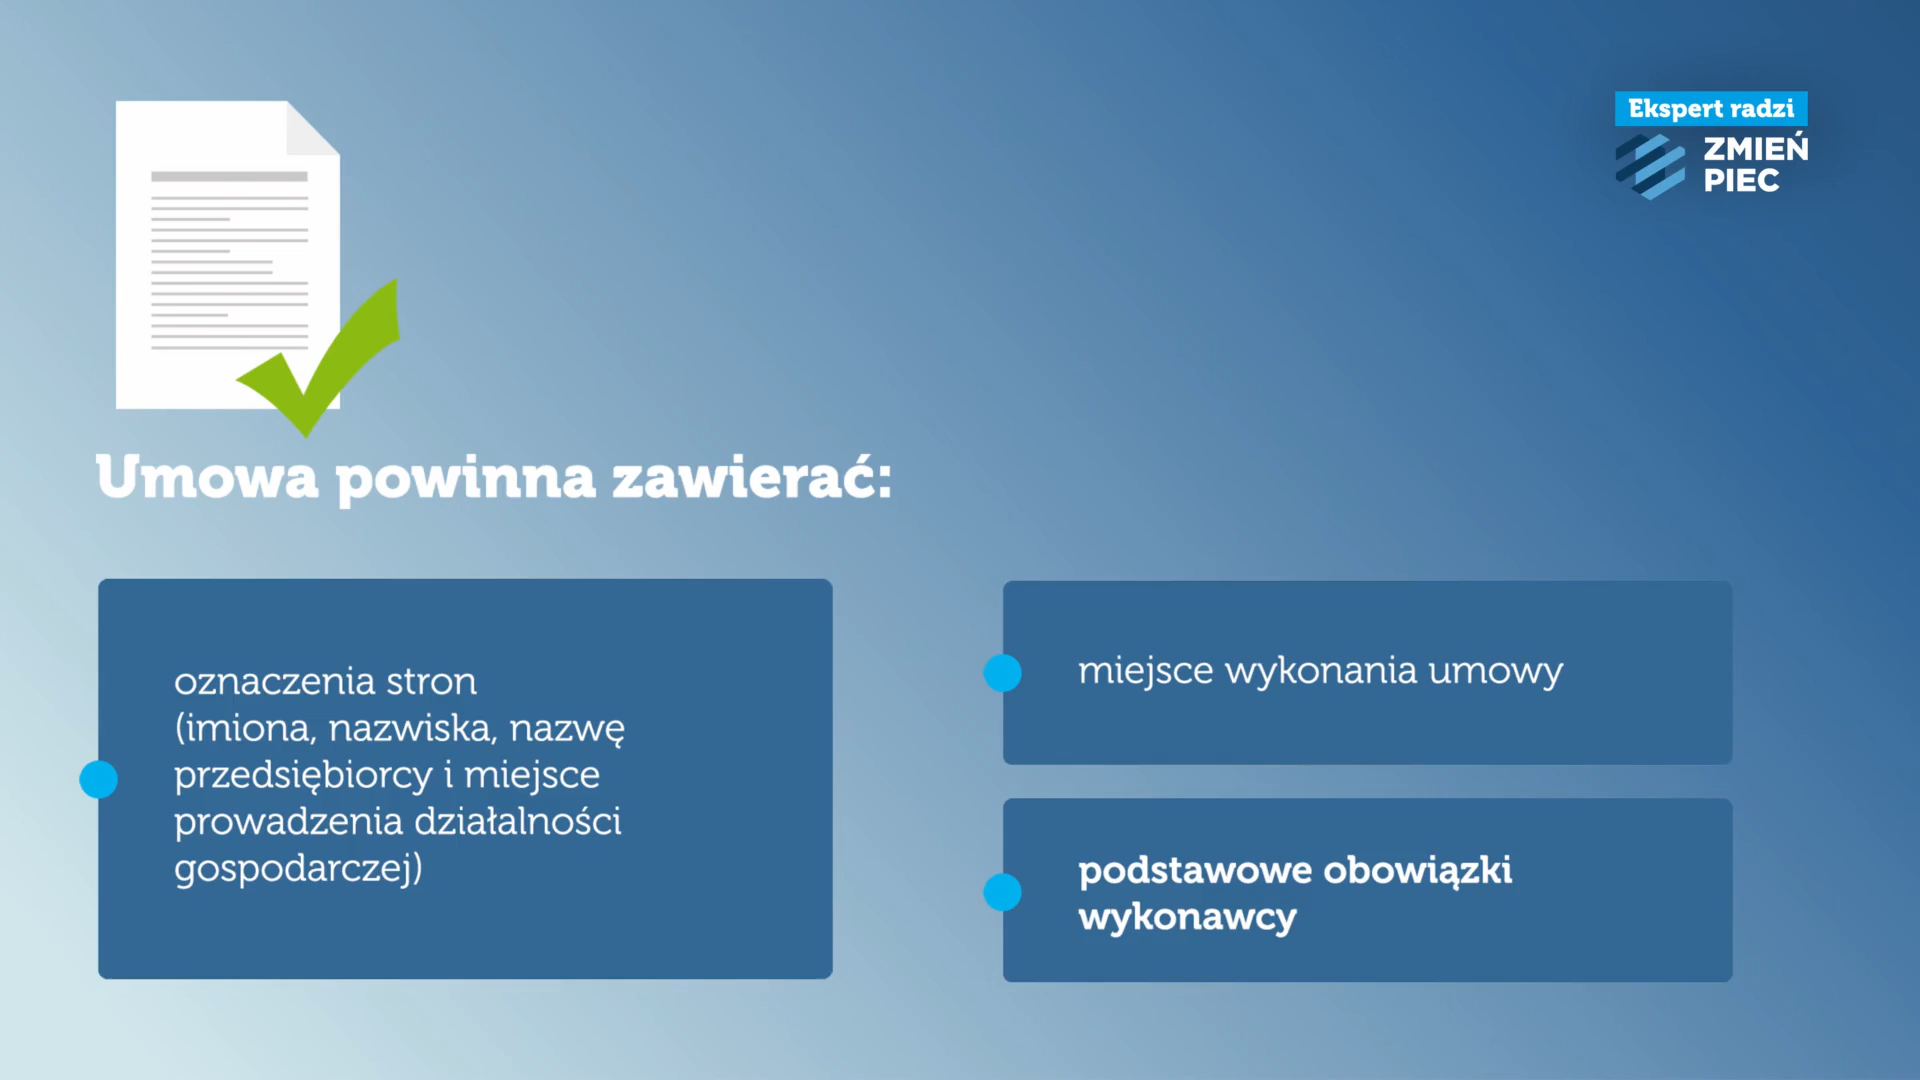 Ekspert radzi
ZMIEŃ
PIEC
Umowa powinna zawierać:
oznaczenia stron
(imiona, nazwiska, nazwę
przedsiębiorcy i miejsce
prowadzenia działalności
gospodarczej)
miejsce wykonania umowy
podstawowe obowiązki
wykonawcy